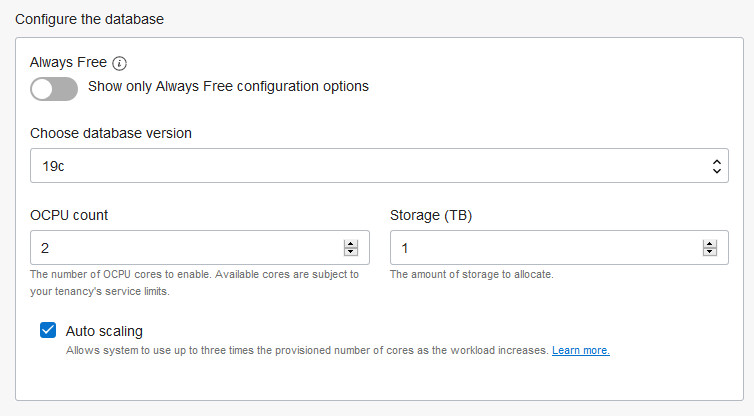 Configure the database
Always Free
Show only Always Free configuration options
Choose database version
19c
OCPU count
Storage (TB)
2
1
The number of OCPU cores to enable. Available cores are subject to
your tenancy's service limits.
The amount of storage to allocate.
Auto scaling
Allows system to use up to three times the provisioned number of cores as the workload increases. Learn more.